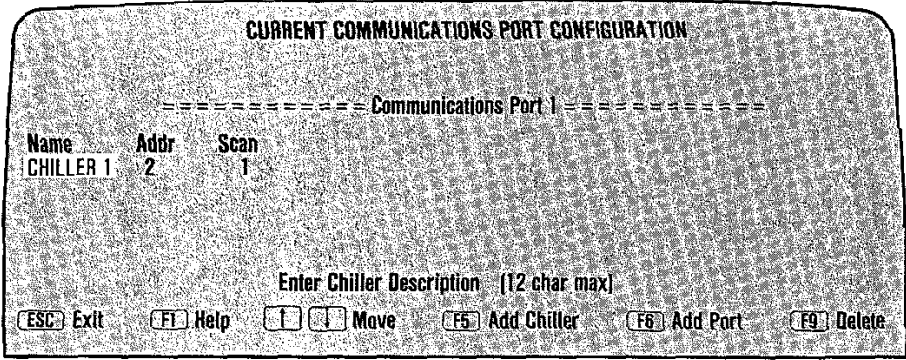 CURRENT COMMUNICATIONS PORT CONFIGURATION
=========== Communications Port 1 ============
Name Addr Scan
CHILLER 1 2 1
Enter Chiller Description (12 char max)
ESC Exit F1 Help ↑ ↓ Move F5 Add Chiller F6 Add Port F9 Delete